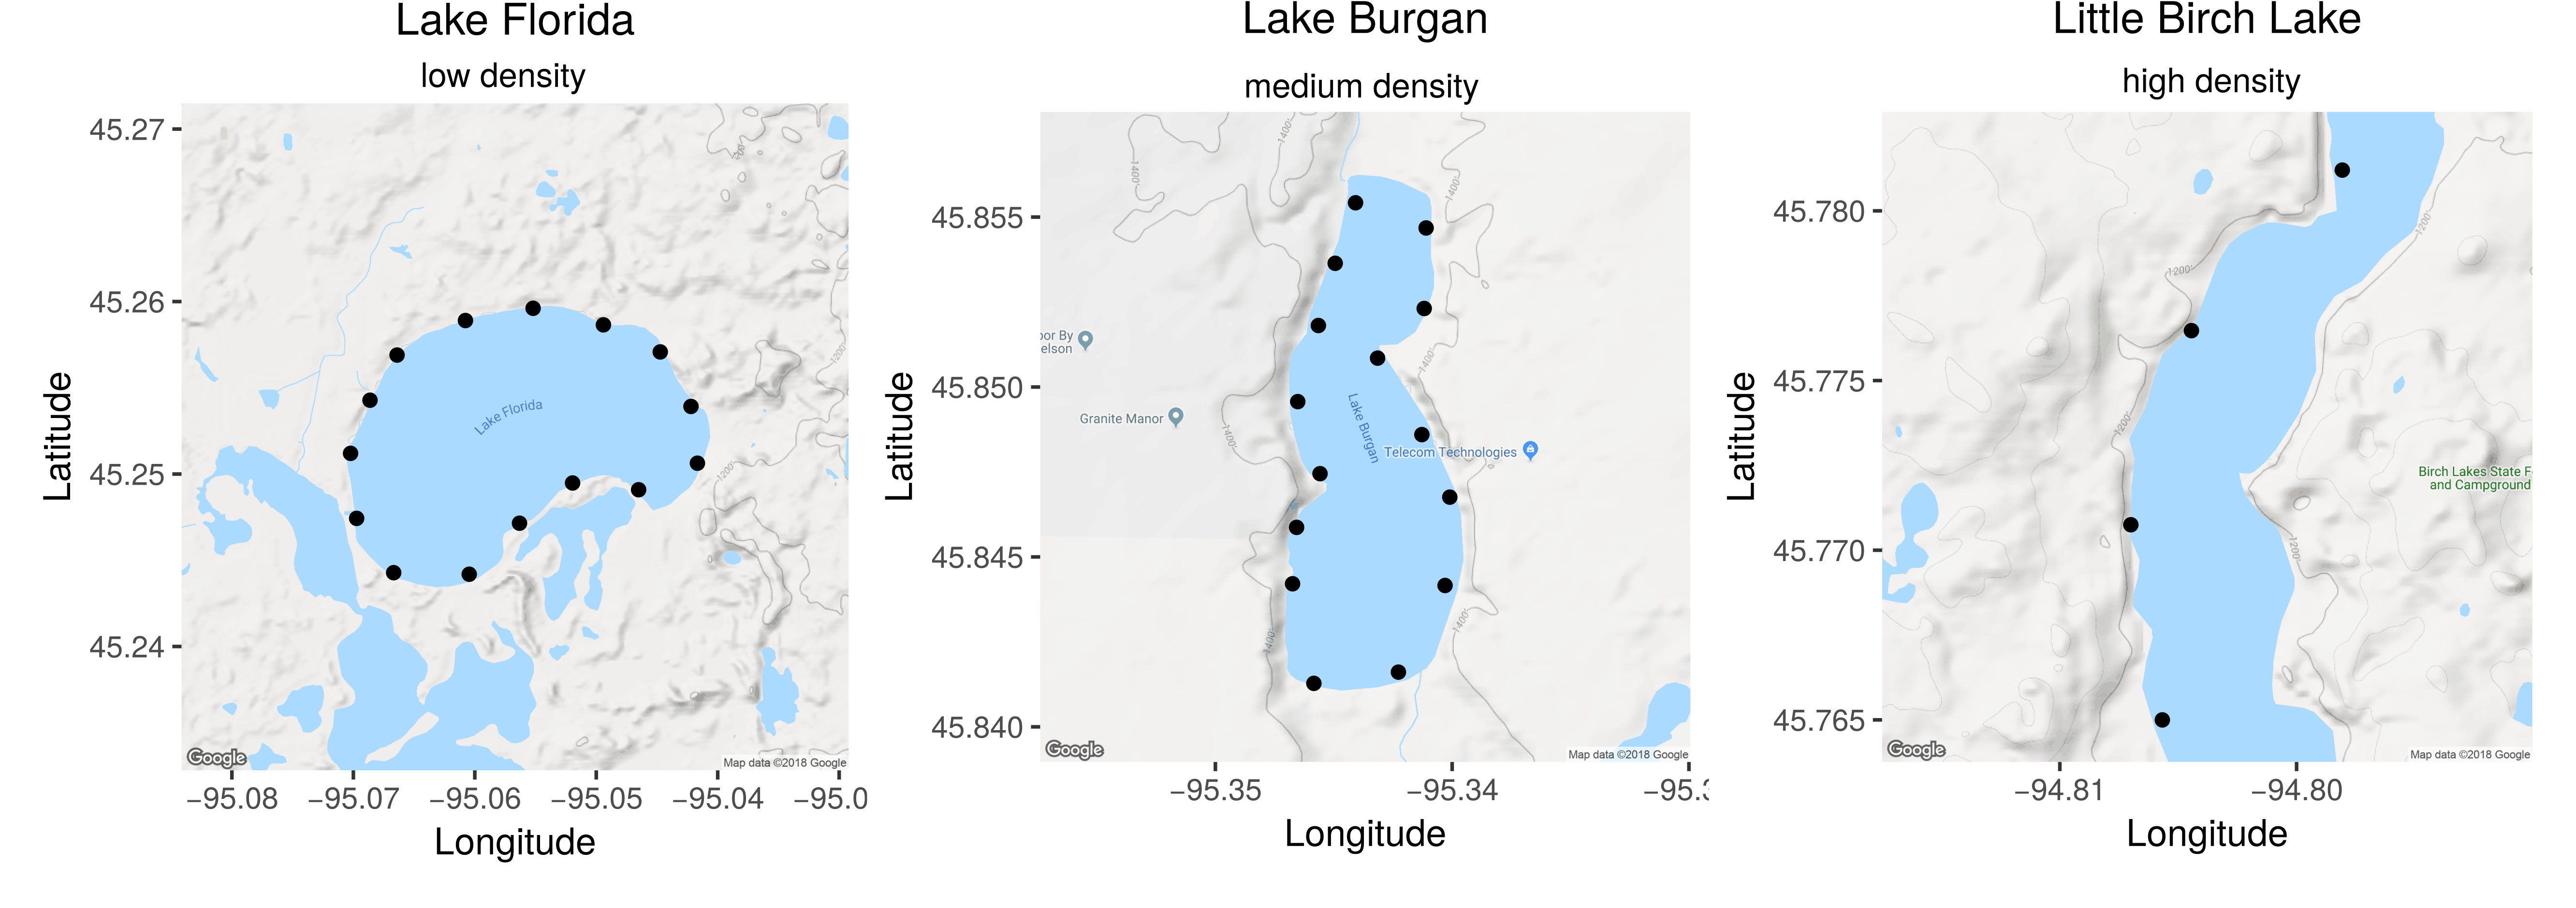 Lake Florida
low density
45.27
45.26
45.25
45.24
Latitude
1200'
1200'
Lake Florida
Google
Map data ©2018 Google
−95.08
−95.07
−95.06
−95.05
−95.04
−95.0
Longitude
Lake Burgan
medium density
45.855
45.850
45.845
45.840
Latitude
1400'
1400'
1400'
oor By
elson
1400'
Granite Manor
1400'
Lake Burgan
Telecom Technologies
1400'
1400'
Google
Map data ©2018 Google
−95.35
−95.34
−95.3
Longitude
Little Birch Lake
high density
45.780
45.775
45.770
45.765
Latitude
1200'
1200'
1200'
Birch Lakes State F
and Campground
1200'
Google
Map data ©2018 Google
−94.81
−94.80
Longitude